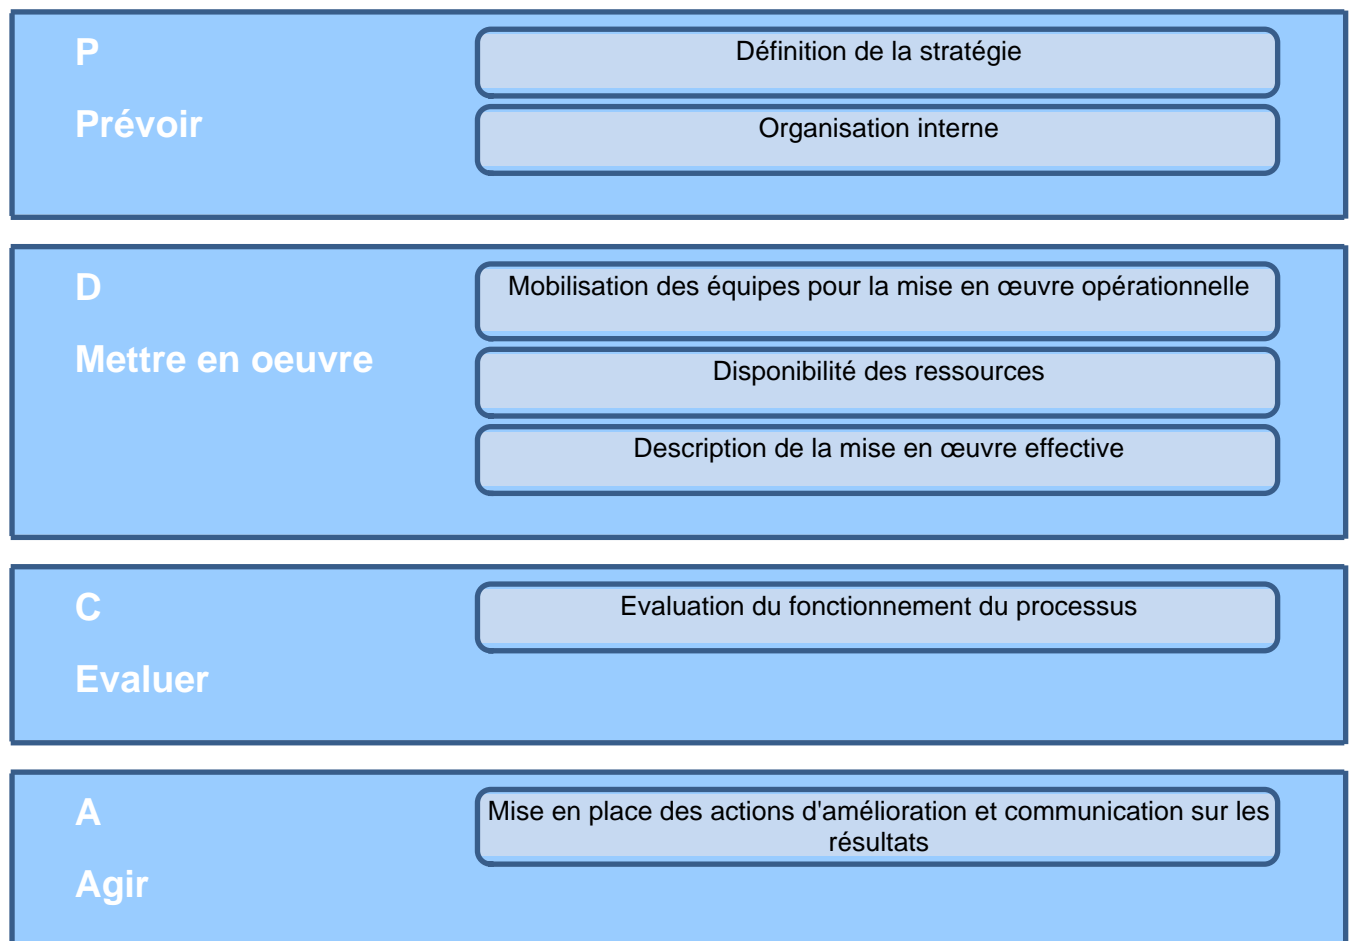 P
Prévoir
Définition de la stratégie
Organisation interne
D
Mettre en oeuvre
Mobilisation des équipes pour la mise en œuvre opérationnelle
Disponibilité des ressources
Description de la mise en œuvre effective
C
Evaluer
Evaluation du fonctionnement du processus
A
Agir
Mise en place des actions d'amélioration et communication sur les
résultats